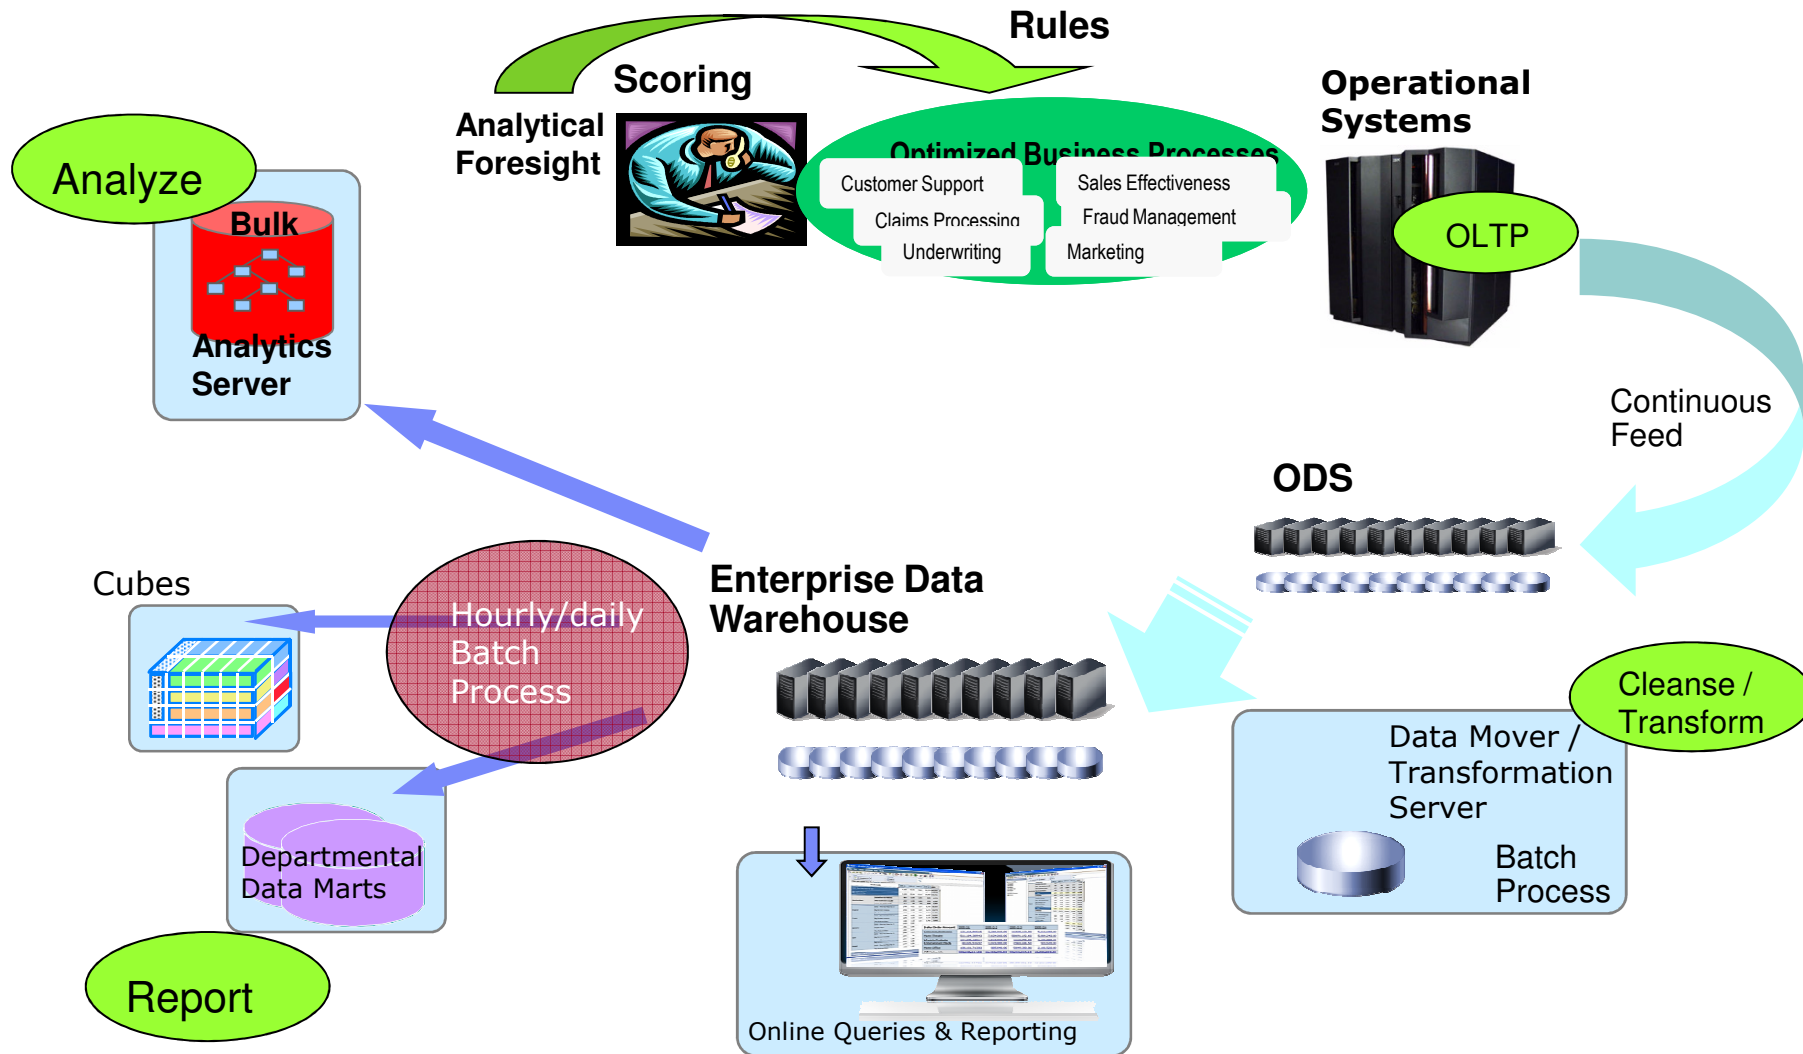 Rules
Scoring
Analytical
Foresight
Operational
Systems
Analyze
Optimized Business Processes
Customer Support
Sales Effectiveness
Claims Processing
Fraud Management
Underwriting
Marketing
OLTP
Bulk
Analytics
Server
Continuous
Feed
ODS
Enterprise Data
Warehouse
Cubes
Hourly/daily
Batch
Process
Cleanse /
Transform
Data Mover /
Transformation
Server
Batch
Process
Departmental
Data Marts
Report
Online Queries & Reporting